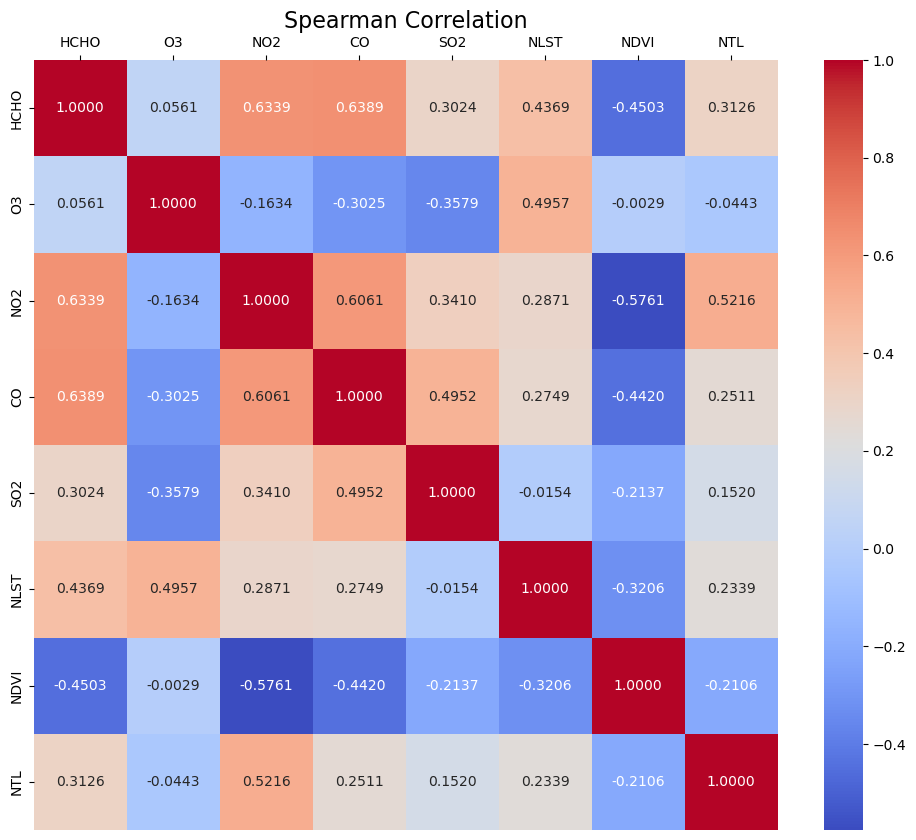 Spearman Correlation
HCHO O3 NO2 CO SO2 NLST NDVI NTL
HCHO 1.0000 0.0561 0.6339 0.6389 0.3024 0.4369 -0.4503 0.3126
O3 0.0561 1.0000 -0.1634 -0.3025 -0.3579 0.4957 -0.0029 -0.0443
NO2 0.6339 -0.1634 1.0000 0.6061 0.3410 0.2871 -0.5761 0.5216
CO 0.6389 -0.3025 0.6061 1.0000 0.4952 0.2749 -0.4420 0.2511
SO2 0.3024 -0.3579 0.3410 0.4952 1.0000 -0.0154 -0.2137 0.1520
NLST 0.4369 0.4957 0.2871 0.2749 -0.0154 1.0000 -0.3206 0.2339
NDVI -0.4503 -0.0029 -0.5761 -0.4420 -0.2137 -0.3206 1.0000 -0.2106
NTL 0.3126 -0.0443 0.5216 0.2511 0.1520 0.2339 -0.2106 1.0000
1.0
0.8
0.6
0.4
0.2
0.0
−0.2
−0.4